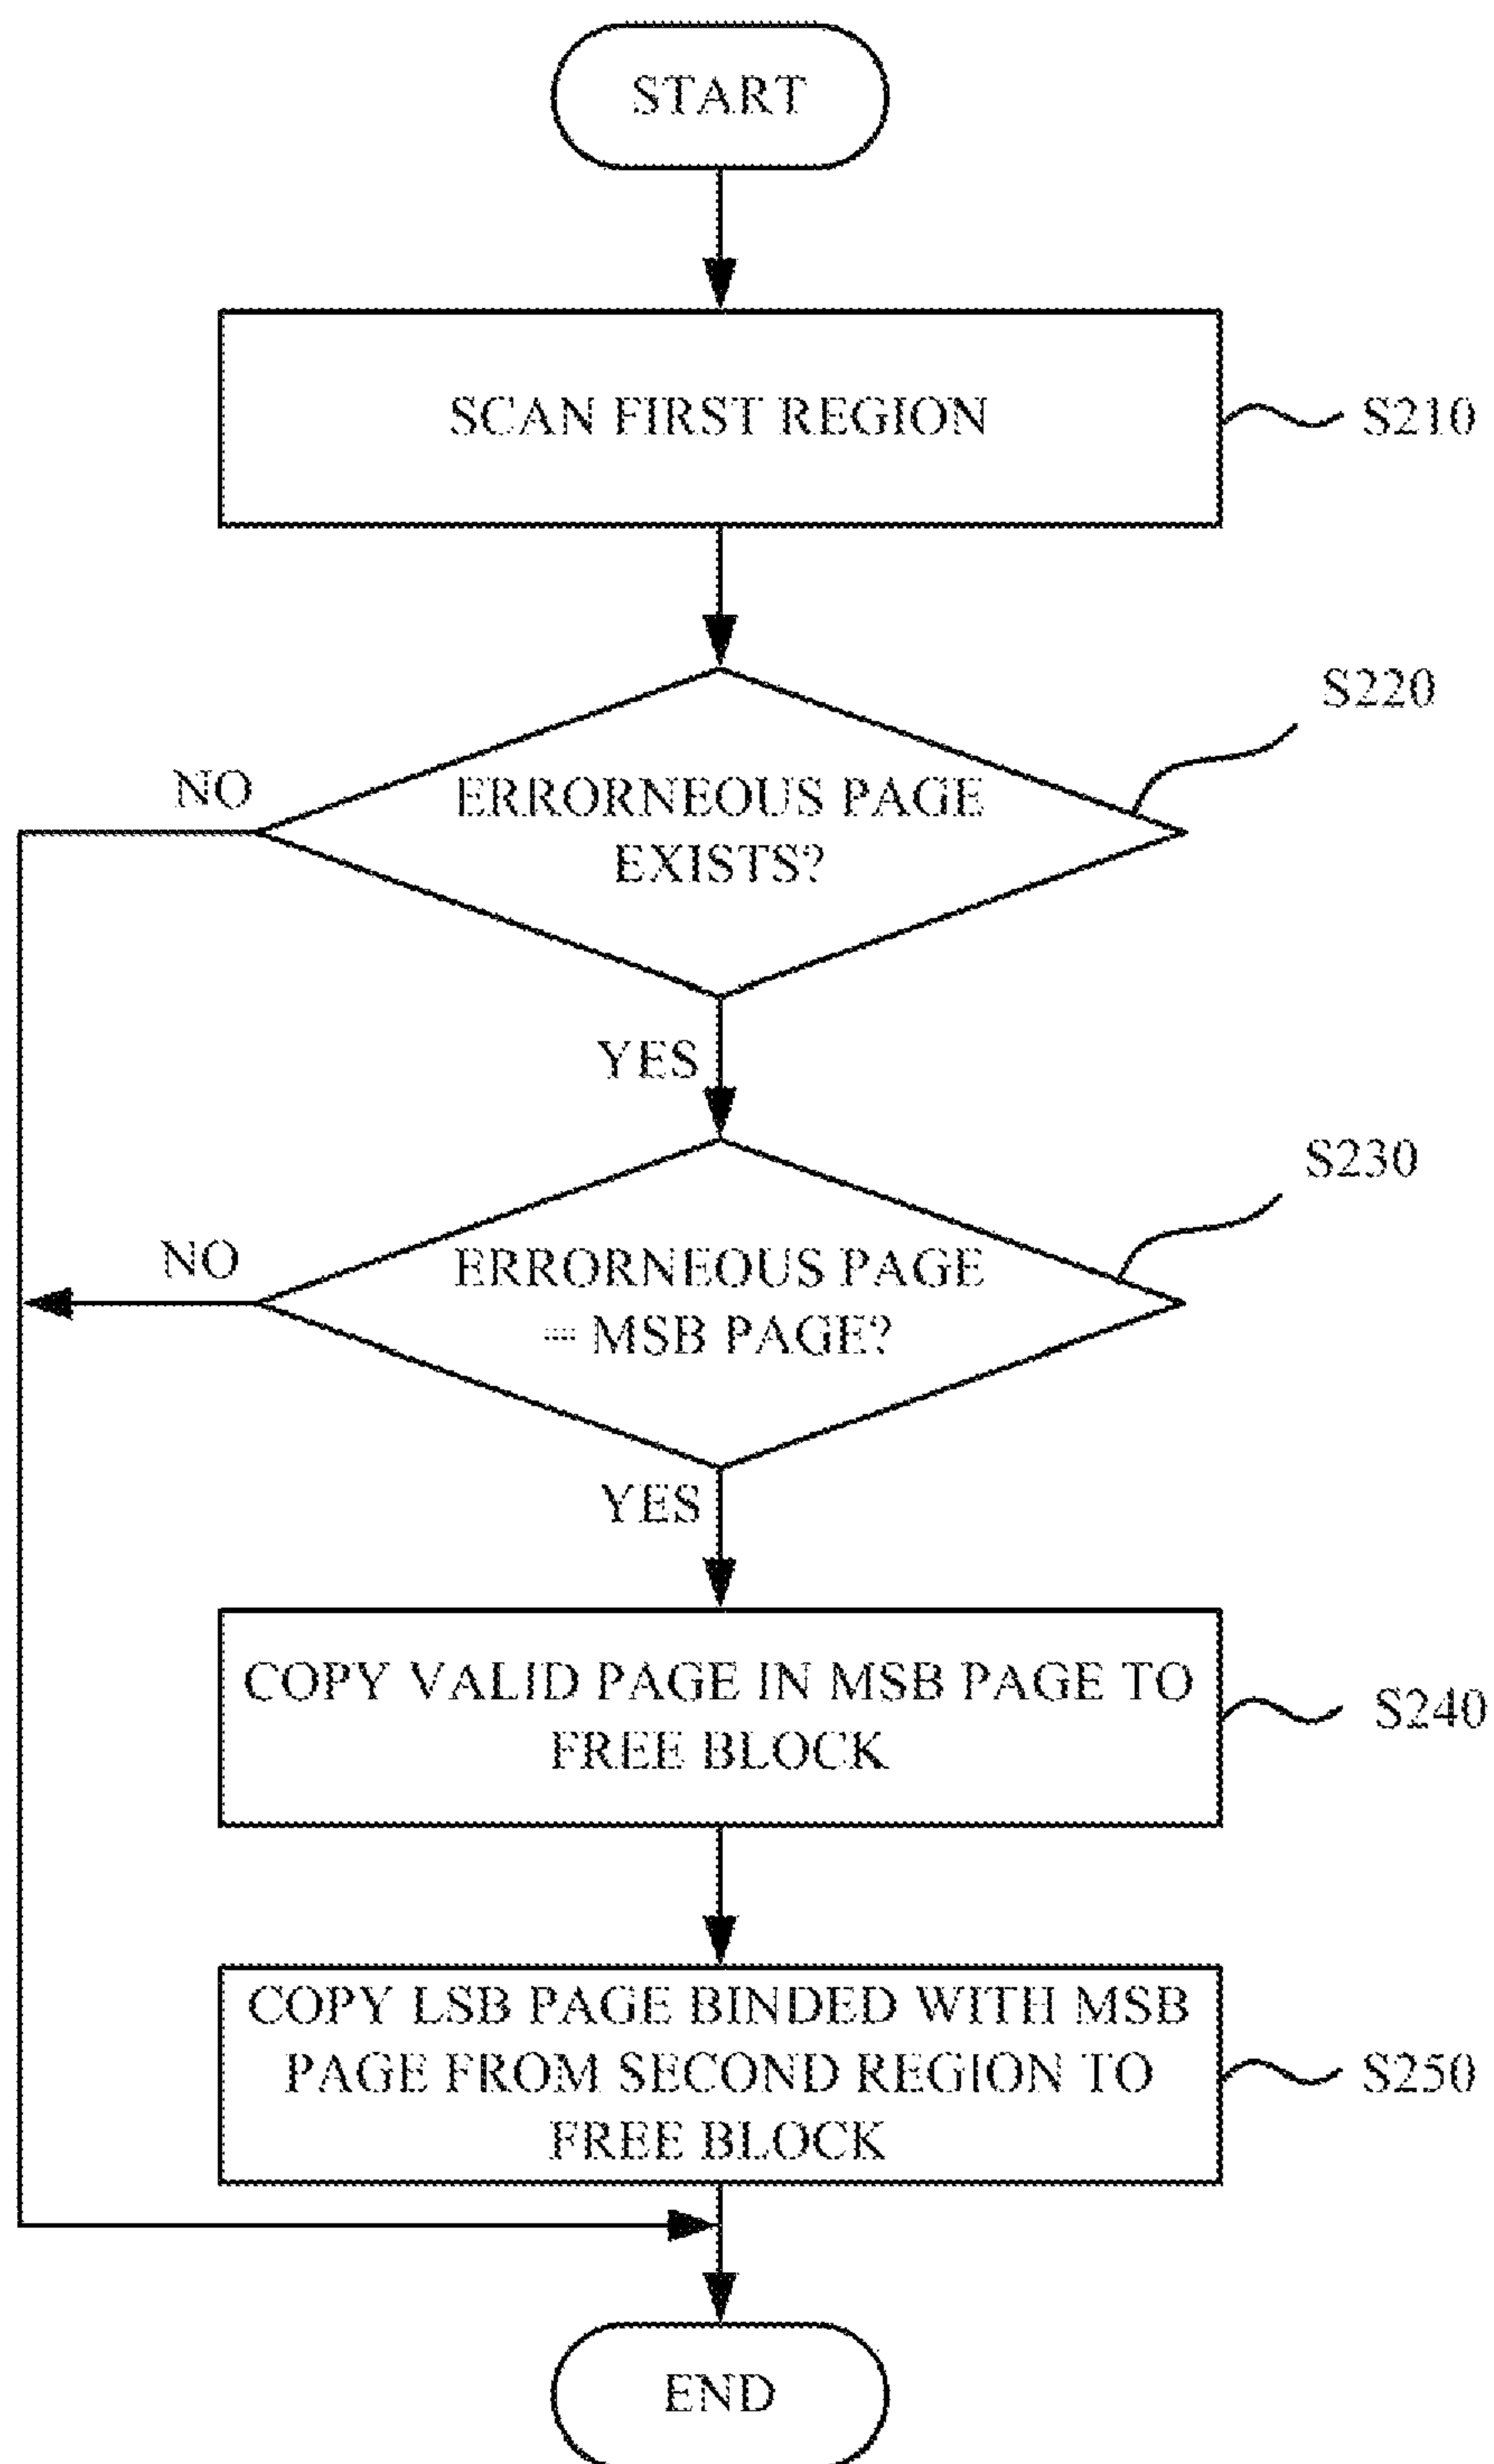 START
SCAN FIRST REGION
S210
S220
NO
ERRORNEOUS PAGE
EXISTS?
YES
S230
NO
ERRORNEOUS PAGE
= MSB PAGE?
YES
COPY VALID PAGE IN MSB PAGE TO
FREE BLOCK
S240
COPY LSB PAGE BINDED WITH MSB
PAGE FROM SECOND REGION TO
FREE BLOCK
S250
END